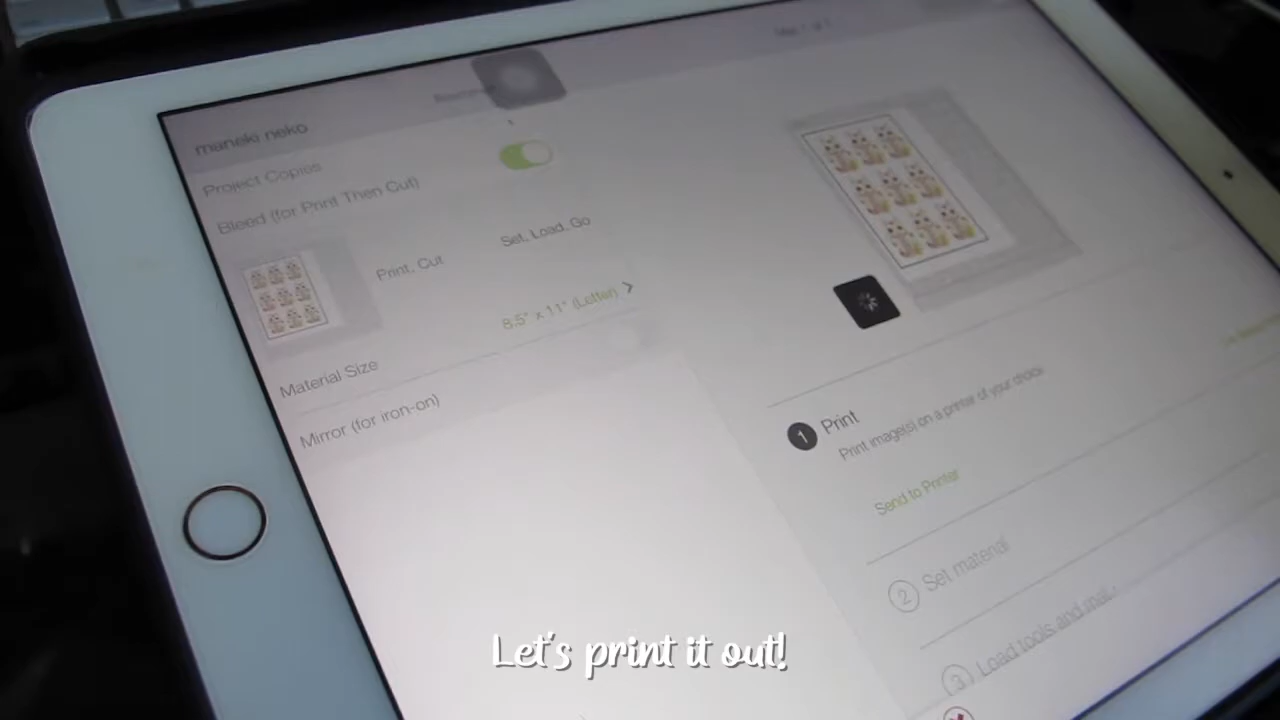 maneki neko
Project Copies
1
Bleed (for Print Then Cut)
Print, Cut
Set, Load, Go
Material Size
8.5" x 11" (Letter) >
Mirror (for iron-on)
1 Print
Print image(s) on a printer of your choice
Send to Printer
2 Set material
3 Load tools and mat
Let's print it out!